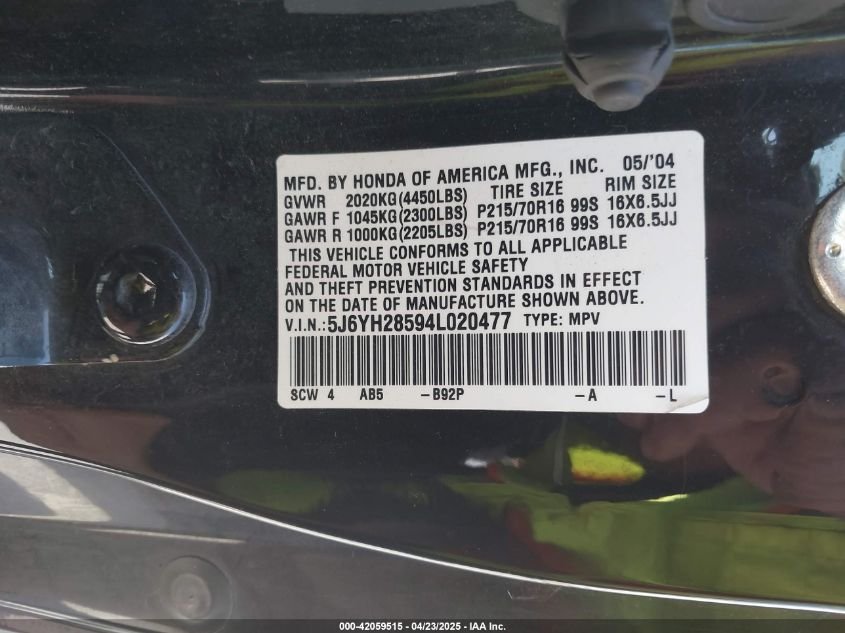 MFD. BY HONDA OF AMERICA MFG., INC. 05/'04
GVWR 2020KG(4450LBS) TIRE SIZE RIM SIZE
GAWR F 1045KG(2300LBS) P215/70R16 99S 16X6.5JJ
GAWR R 1000KG(2205LBS) P215/70R16 99S 16X6.5JJ
THIS VEHICLE CONFORMS TO ALL APPLICABLE
FEDERAL MOTOR VEHICLE SAFETY
AND THEFT PREVENTION STANDARDS IN EFFECT
ON THE DATE OF MANUFACTURE SHOWN ABOVE.
V.I.N.:5J6YH28594L020477 TYPE: MPV
SCW 4 AB5 -B92P -A -L
000-42059515 - 04/23/2025 - IAA Inc.